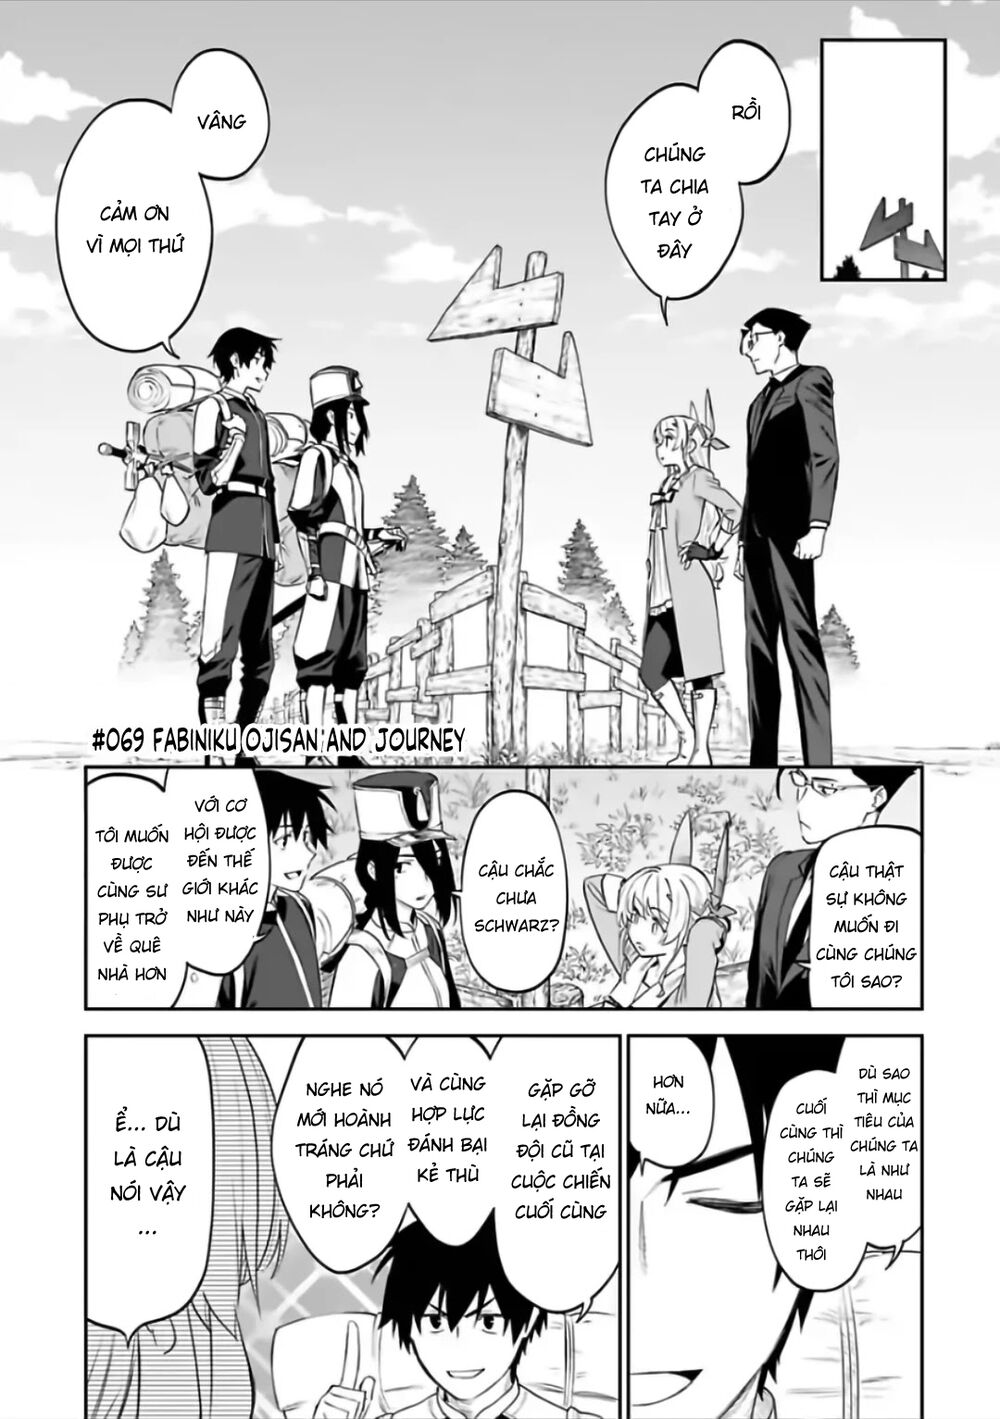 RỒI
CHÚNG
TA CHIA
TAY Ở
ĐÂY
VÂNG
CẢM ƠN
VÌ MỌI THỨ
#069 FABINIKU OJISAN AND JOURNEY
CẬU THẬT
SỰ KHÔNG
MUỐN ĐI
CÙNG CHÚNG
TÔI SAO?
CẬU CHẮC
CHƯA
SCHWARZ?
VỚI CƠ
HỘI ĐƯỢC
ĐẾN THẾ
GIỚI KHÁC
NHƯ NÀY
TÔI MUỐN
ĐƯỢC
CÙNG SƯ
PHỤ TRỞ
VỀ QUÊ
NHÀ HƠN
DÙ SAO
THÌ MỤC
TIÊU CỦA
CHÚNG TA
LÀ NHƯ
NHAU
CUỐI
CÙNG THÌ
CHÚNG
TA SẼ
GẶP LẠI
NHAU
THÔI
HƠN
NỮA...
GẶP GỠ
LẠI ĐỒNG
ĐỘI CŨ TẠI
CUỘC CHIẾN
CUỐI CÙNG
VÀ CÙNG
HỢP LỰC
ĐÁNH BẠI
KẺ THÙ
NGHE NÓ
MỚI HOÀNH
TRÁNG CHỨ
PHẢI
KHÔNG?
Ể... DÙ
LÀ CẬU
NÓI VẬY
...